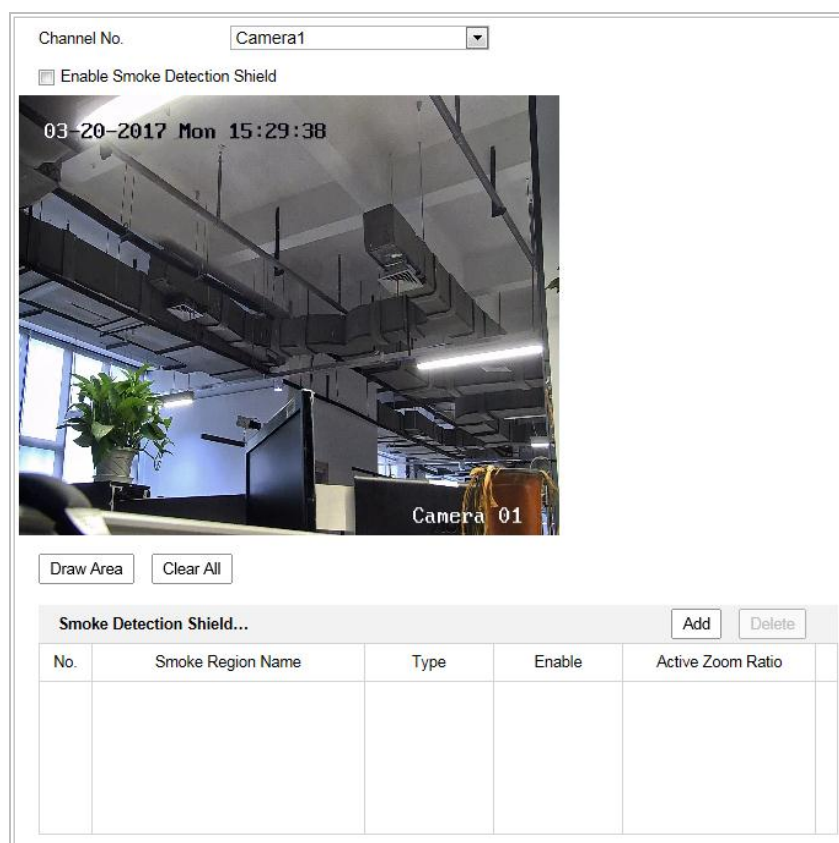 Channel No. Camera1
Enable Smoke Detection Shield
03-20-2017 Mon 15:29:38
Camera 01
Draw Area Clear All
Smoke Detection Shield... Add Delete
No. Smoke Region Name Type Enable Active Zoom Ratio